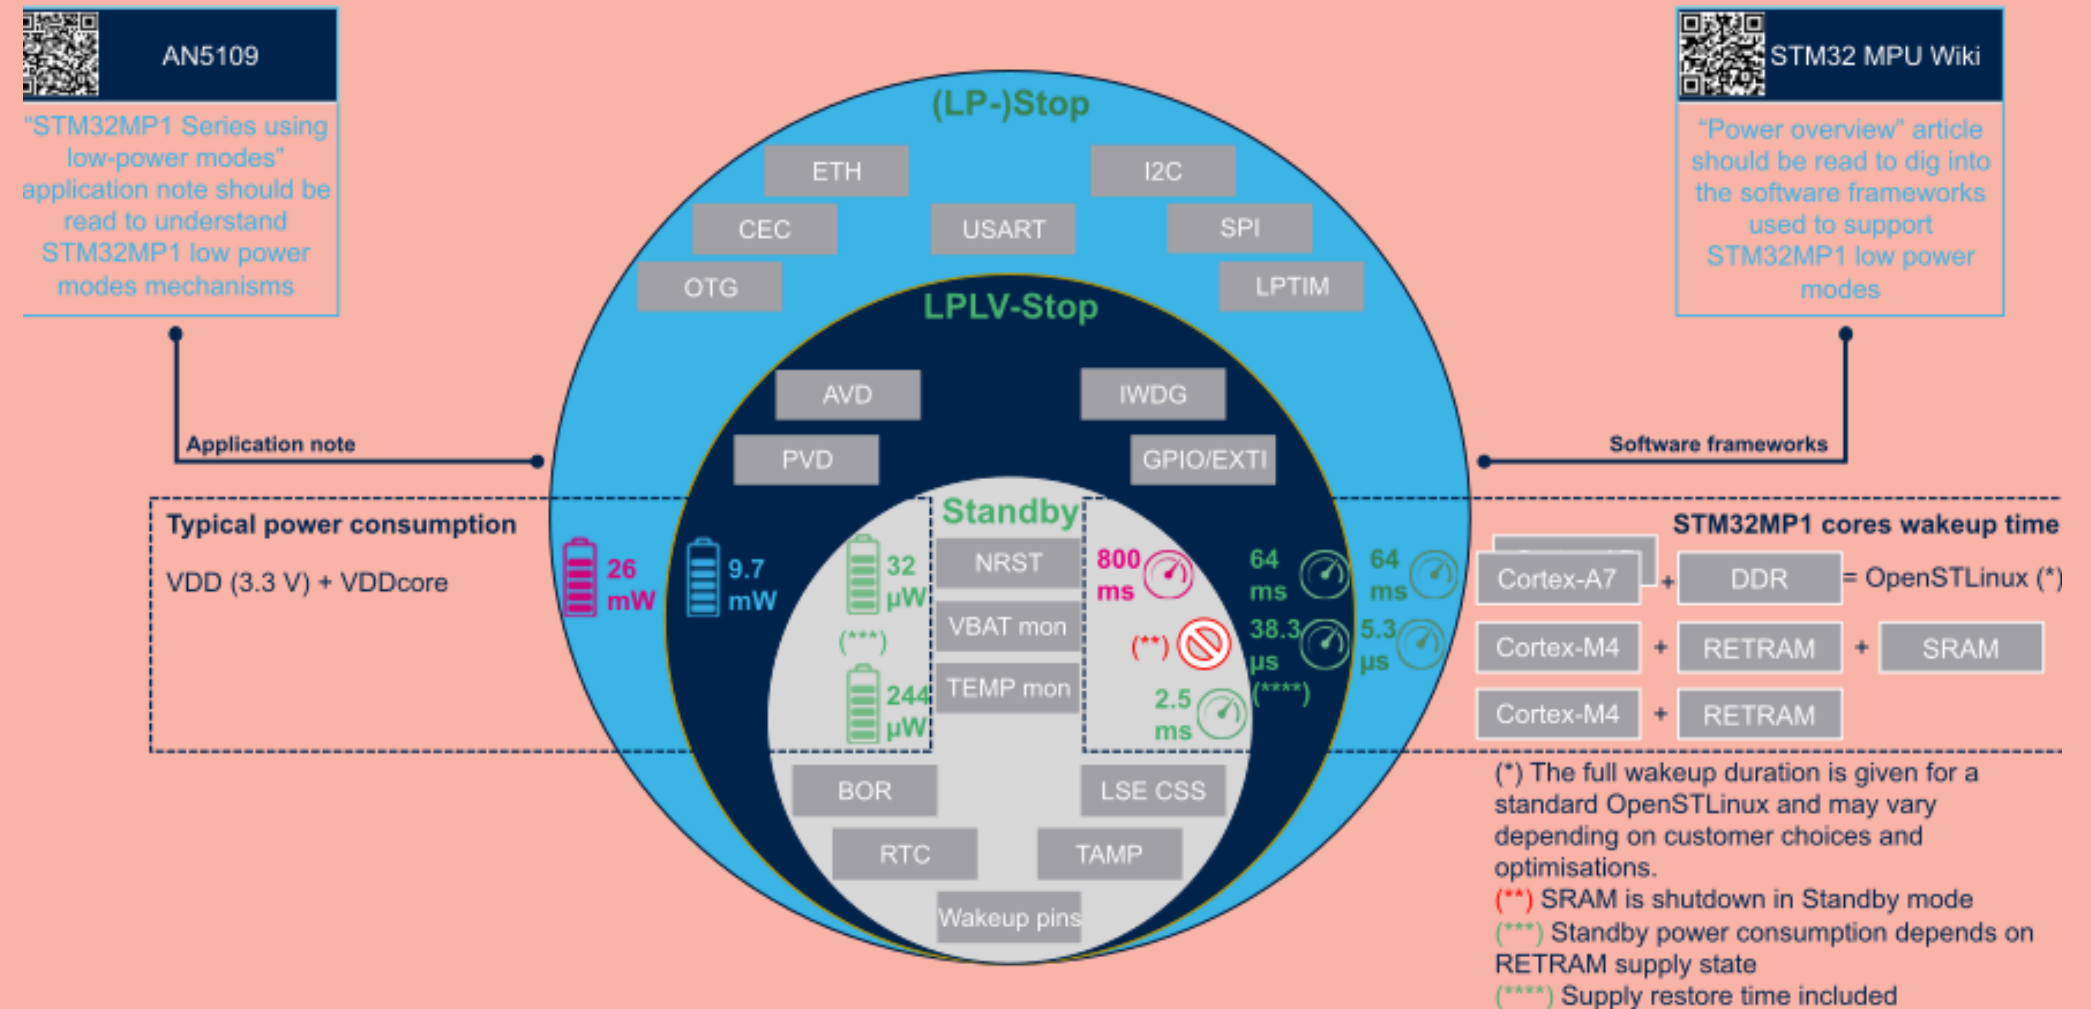 AN5109
"STM32MP1 Series using
low-power modes"
application note should be
read to understand
STM32MP1 low power
modes mechanisms
Application note
STM32 MPU Wiki
“Power overview” article
should be read to dig into
the software frameworks
used to support
STM32MP1 low power
modes
Software frameworks
(LP-)Stop
ETH
I2C
CEC
USART
SPI
OTG
LPTIM
LPLV-Stop
AVD
IWDG
PVD
GPIO/EXTI
Standby
NRST
VBAT mon
TEMP mon
BOR
LSE CSS
RTC
TAMP
Wakeup pins
Typical power consumption
VDD (3.3 V) + VDDcore
26
mW
9.7
mW
32
µW
(***)
244
µW
STM32MP1 cores wakeup time
800
ms
64
ms
64
ms
Cortex-A7 + DDR = OpenSTLinux (*)
(**)
38.3
µs
(****)
5.3
µs
Cortex-M4 + RETRAM + SRAM
2.5
ms
Cortex-M4 + RETRAM
(*) The full wakeup duration is given for a
standard OpenSTLinux and may vary
depending on customer choices and
optimisations.
(**) SRAM is shutdown in Standby mode
(***) Standby power consumption depends on
RETRAM supply state
(****) Supply restore time included